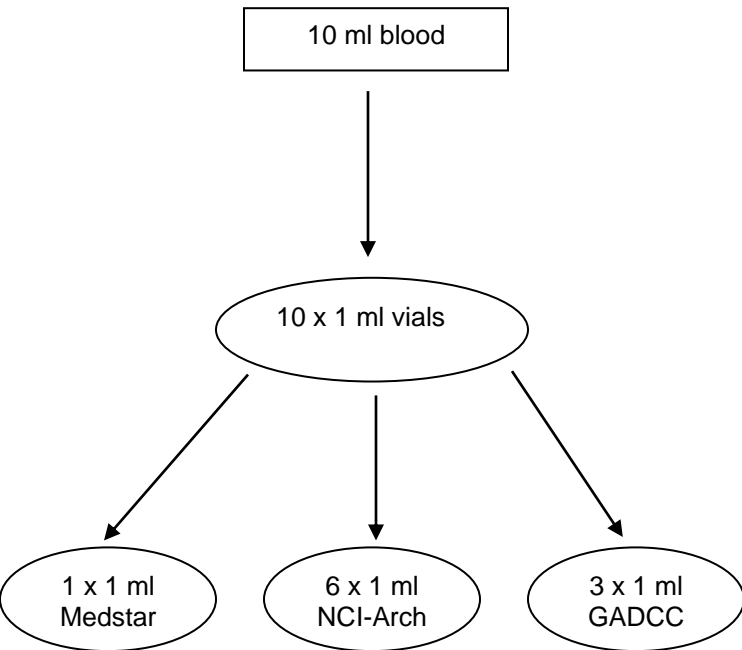 10 ml blood
10 x 1 ml vials
1 x 1 ml
Medstar
6 x 1 ml
NCI-Arch
3 x 1 ml
GADCC